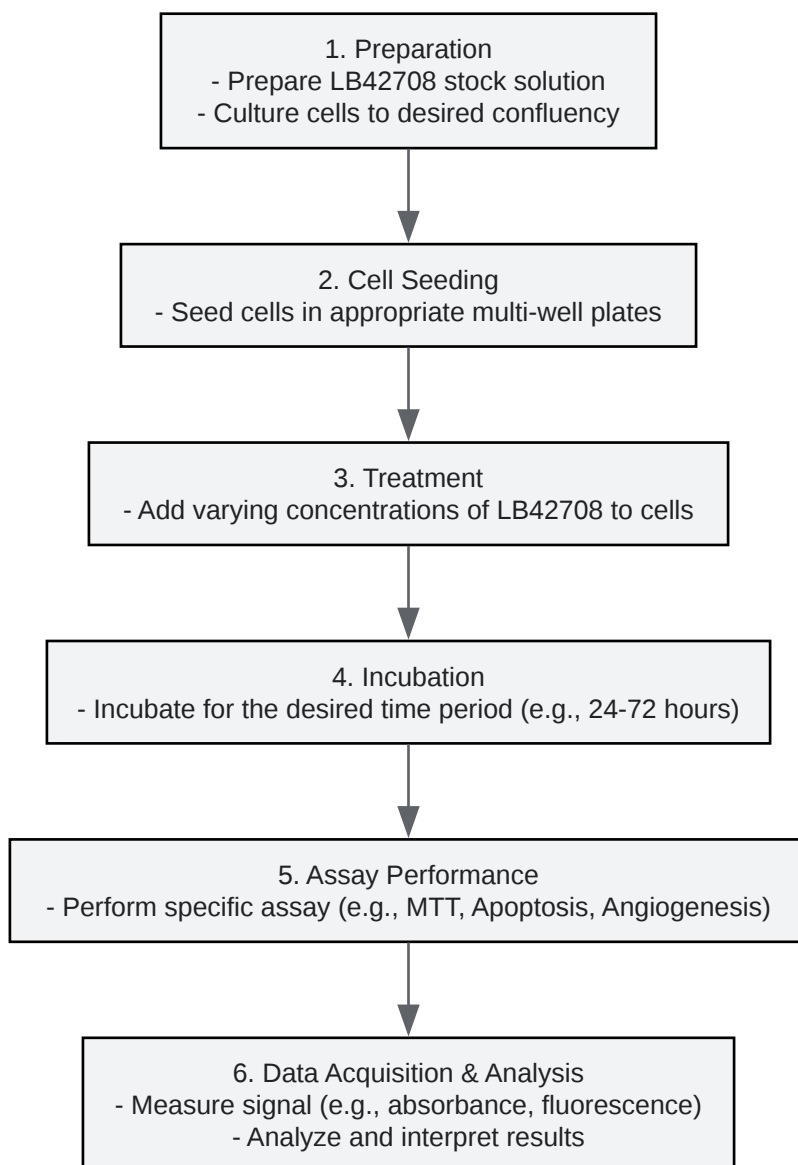 1. Preparation
- Prepare LB42708 stock solution
- Culture cells to desired confluency
2. Cell Seeding
- Seed cells in appropriate multi-well plates
3. Treatment
- Add varying concentrations of LB42708 to cells
4. Incubation
- Incubate for the desired time period (e.g., 24-72 hours)
5. Assay Performance
- Perform specific assay (e.g., MTT, Apoptosis, Angiogenesis)
6. Data Acquisition & Analysis
- Measure signal (e.g., absorbance, fluorescence)
- Analyze and interpret results